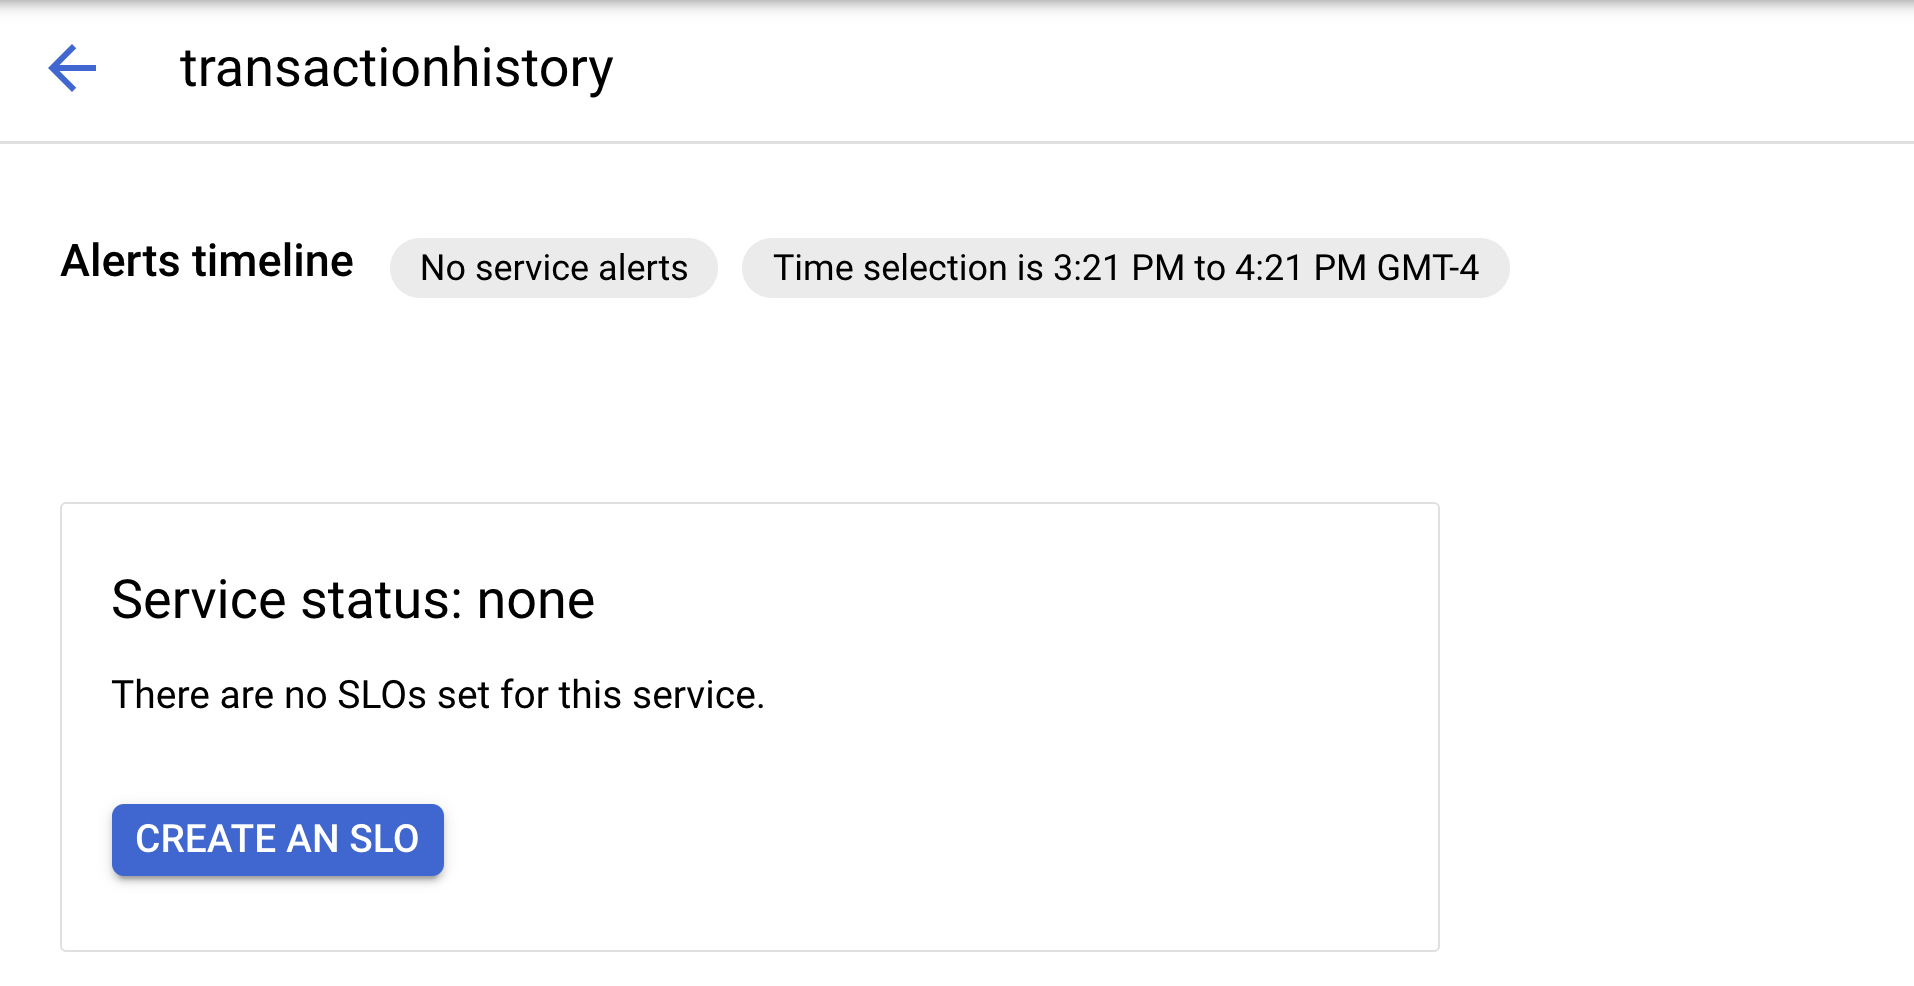 transactionhistory
Alerts timeline
No service alerts
Time selection is 3:21 PM to 4:21 PM GMT-4
Service status: none
There are no SLOs set for this service.
CREATE AN SLO